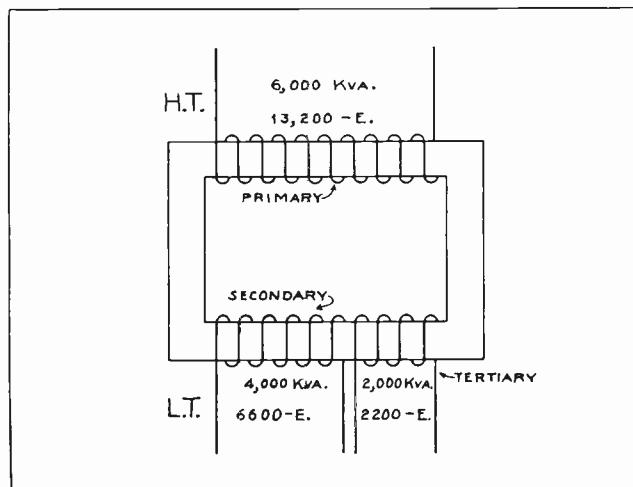 6,000 KVA.
H.T.
13,200-E.
PRIMARY
SECONDARY
4,000 KVA.
2,000 KVA.
TERTIARY
L.T.
6600-E.
2200-E.